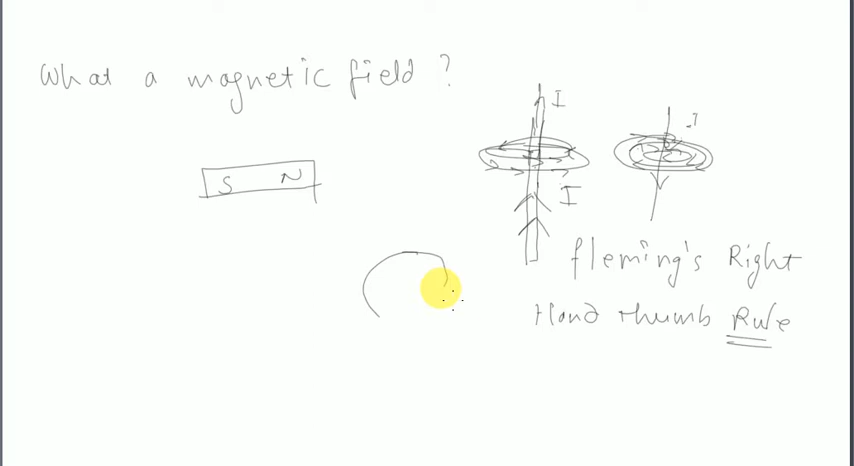 What a magnetic field ?
I
S N
I
fleming's Right
Hand thumb Rule